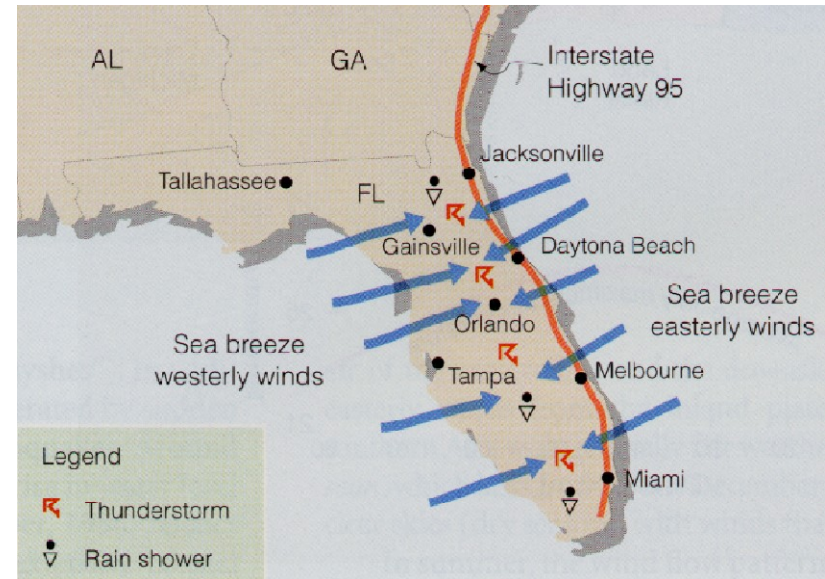 AL
GA
Interstate
Highway 95
Jacksonville
Tallahassee
FL
Gainsville
Daytona Beach
Orlando
Sea breeze
easterly winds
Sea breeze
westerly winds
Tampa
Melbourne
Miami
Legend
Thunderstorm
Rain shower